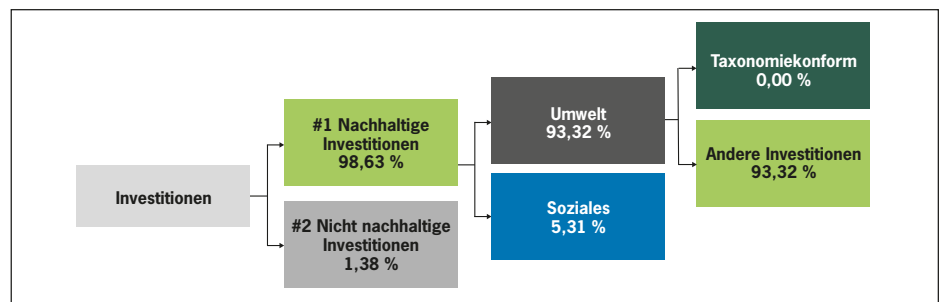 Investitionen
#1 Nachhaltige
Investitionen
98,63 %
#2 Nicht nachhaltige
Investitionen
1,38 %
Umwelt
93,32 %
Soziales
5,31 %
Taxonomiekonform
0,00 %
Andere Investitionen
93,32 %